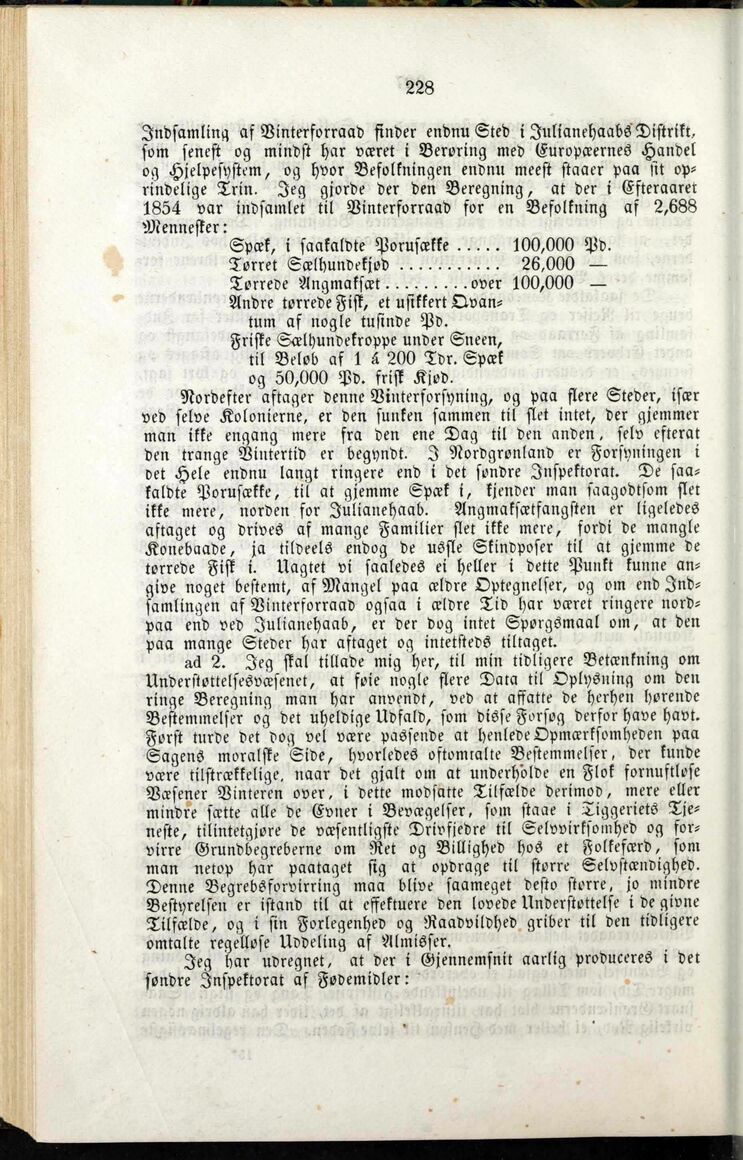 228
Indsamling af Vinterforraad finder endnu Sted i Julianehaabs Distrikt,
som senest og mindst har været i Berøring med Europæernes Handel
og Hjelpesystem, og hvor Befolkningen endnu meest staaer paa sit op-
rindelige Trin. Jeg gjorde der den Beregning, at der i Efteraaret
1854 var indsamlet til Vinterforraad for en Befolkning af 2,688
Mennesker:
Spæk, i saakaldte Porusække ..... 100,000 Pd.
Tørret Sælhundekjød ........... 26,000 —
Tørrede Angmaksæt.........over 100,000 —
Andre tørrede Fisk, et usikkert Qvan-
tum af nogle tusinde Pd.
Friske Sælhundekroppe under Sneen,
til Beløb af 1 á 200 Tdr. Spæk
og 50,000 Pd. frisk Kjød.
Nordefter aftager denne Vinterforsyning, og paa flere Steder, især
ved selve Kolonierne, er den sunken sammen til slet intet, der gjemmer
man ikke engang mere fra den ene Dag til den anden, selv efterat
den trange Vintertid er begyndt. I Nordgrønland er Forsyningen i
det Hele endnu langt ringere end i det søndre Inspektorat. De saa-
kaldte Porusække, til at gjemme Spæk i, kjender man saagodtsom slet
ikke mere, norden for Julianehaab. Angmaksætfangsten er ligeledes
aftaget og drives af mange Familier slet ikke mere, fordi de mangle
Konebaade, ja tildeels endog de ussle Skindposer til at gjemme de
tørrede Fisk i. Uagtet vi saaledes ei heller i dette Punkt kunne an-
give noget bestemt, af Mangel paa ældre Optegnelser, og om end Ind-
samlingen af Vinterforraad ogsaa i ældre Tid har været ringere nord-
paa end ved Julianehaab, er der dog intet Spørgsmaal om, at den
paa mange Steder har aftaget og intetsteds tiltaget.
ad 2. Jeg skal tillade mig her, til min tidligere Betænkning om
Understøttelsesvæsenet, at føie nogle flere Data til Oplysning om den
ringe Beregning man har anvendt, ved at affatte de herhen hørende
Bestemmelser og det uheldige Udfald, som disse Forsøg derfor have havt.
Først turde det dog vel være passende at henlede Opmærksomheden paa
Sagens moralske Side, hvorledes oftomtalte Bestemmelser, der kunde
være tilstrækkelige, naar det gjalt om at underholde en Flok fornuftløse
Væsener Vinteren over, i dette modsatte Tilfælde derimod, mere eller
mindre sætte alle de Evner i Bevægelser, som staae i Tiggeriets Tje-
neste, tilintetgjøre de væsentligste Drivfjedre til Selvvirksomhed og for-
virre Grundbegreberne om Ret og Billighed hos et Folkefærd, som
man netop har paataget sig at opdrage til større Selvstændighed.
Denne Begrebsforvirring maa blive saameget desto større, jo mindre
Bestyrelsen er istand til at effektuere den lovede Understøttelse i de givne
Tilfælde, og i sin Forlegenhed og Raadvildhed griber til den tidligere
omtalte regelløse Uddeling af Almisser.
Jeg har udregnet, at der i Gjennemsnit aarlig produceres i det
søndre Inspektorat af Fødemidler: